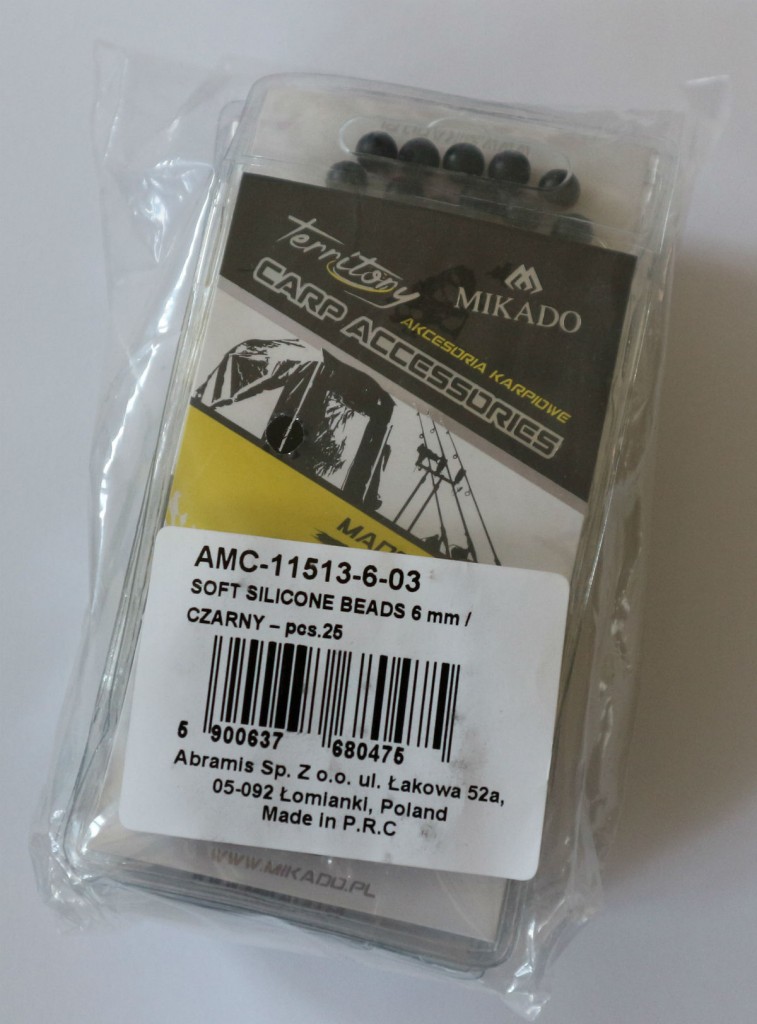 Territory
MIKADO
CARP ACCESSORIES
AKCESORIA KARPIOWE
AMC-11513-6-03
SOFT SILICONE BEADS 6 mm /
CZARNY – pcs.25
5 900637 680475
Abramis Sp. Z o.o. ul. Łakowa 52a,
05-092 Łomianki, Poland
Made in P.R.C
WWW.MIKADO.PL